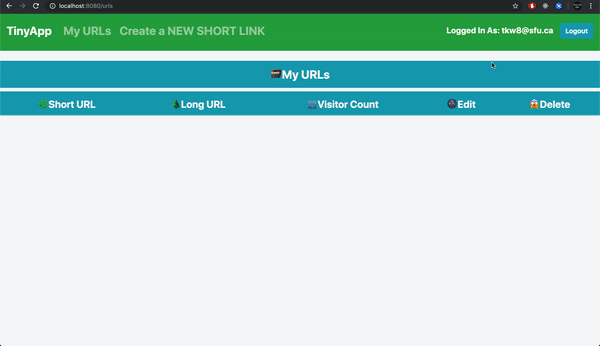 localhost:8080/urls
TinyApp My URLs Create a NEW SHORT LINK Logged In As: tkw8@sfu.ca Logout
My URLs
Short URL Long URL Visitor Count Edit Delete